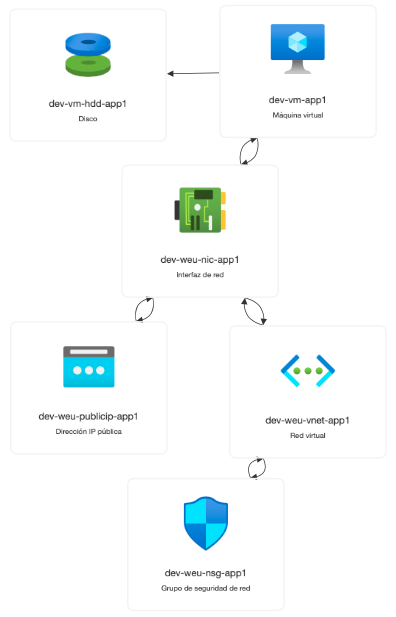 dev-vm-hdd-app1
Disco
dev-vm-app1
Máquina virtual
dev-weu-nic-app1
Interfaz de red
dev-weu-publicip-app1
Dirección IP pública
dev-weu-vnet-app1
Red virtual
dev-weu-nsg-app1
Grupo de seguridad de red